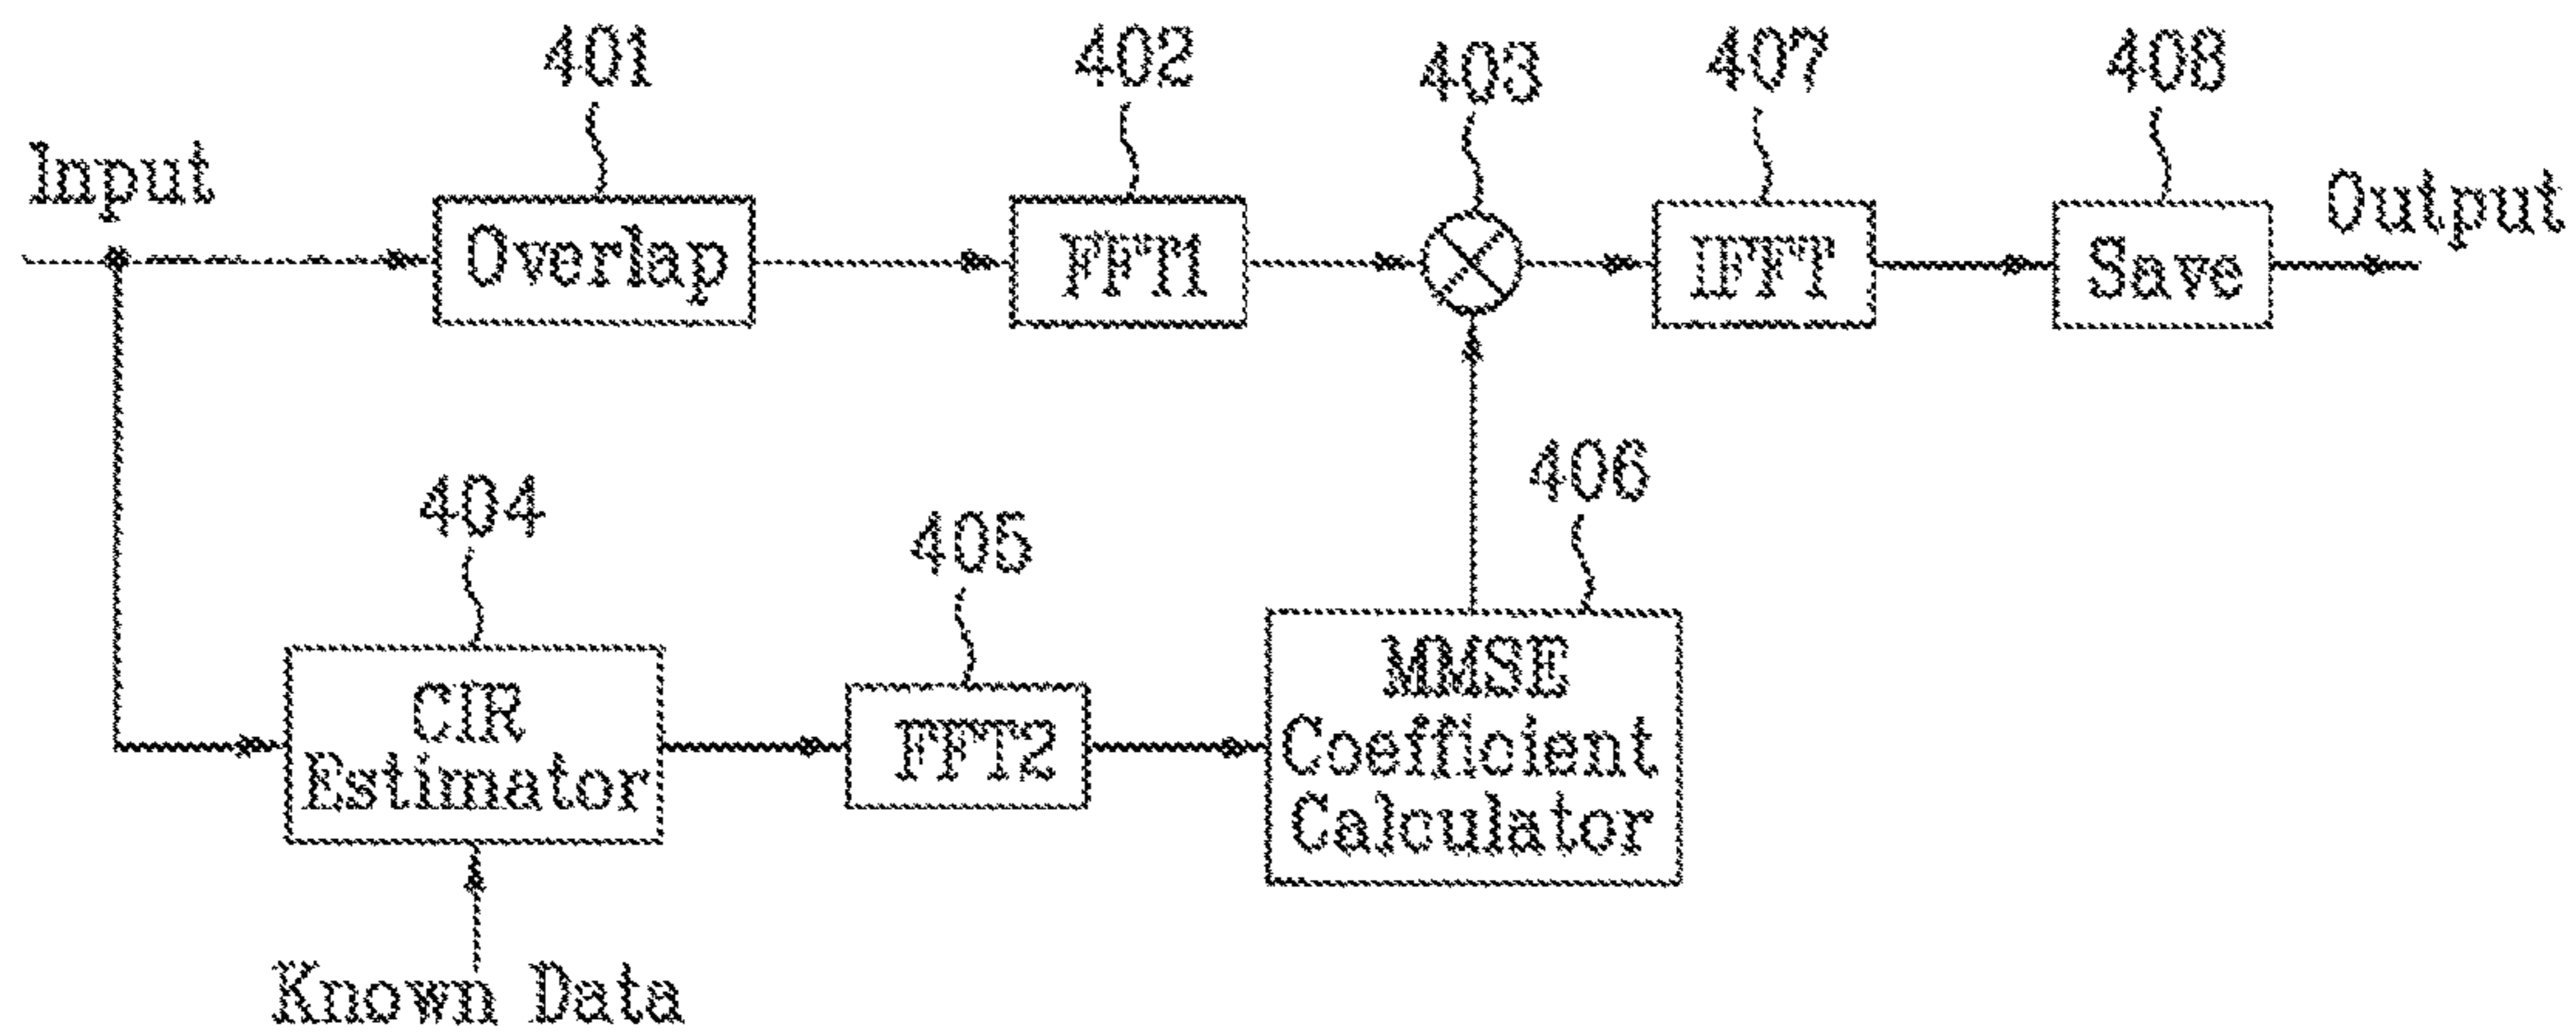 401
402
403
407
408
Input
Output
Overlap
FFT1
IFFT
Save
404
405
406
CIR
Estimator
FFT2
MMSE
Coefficient
Calculator
Known Data